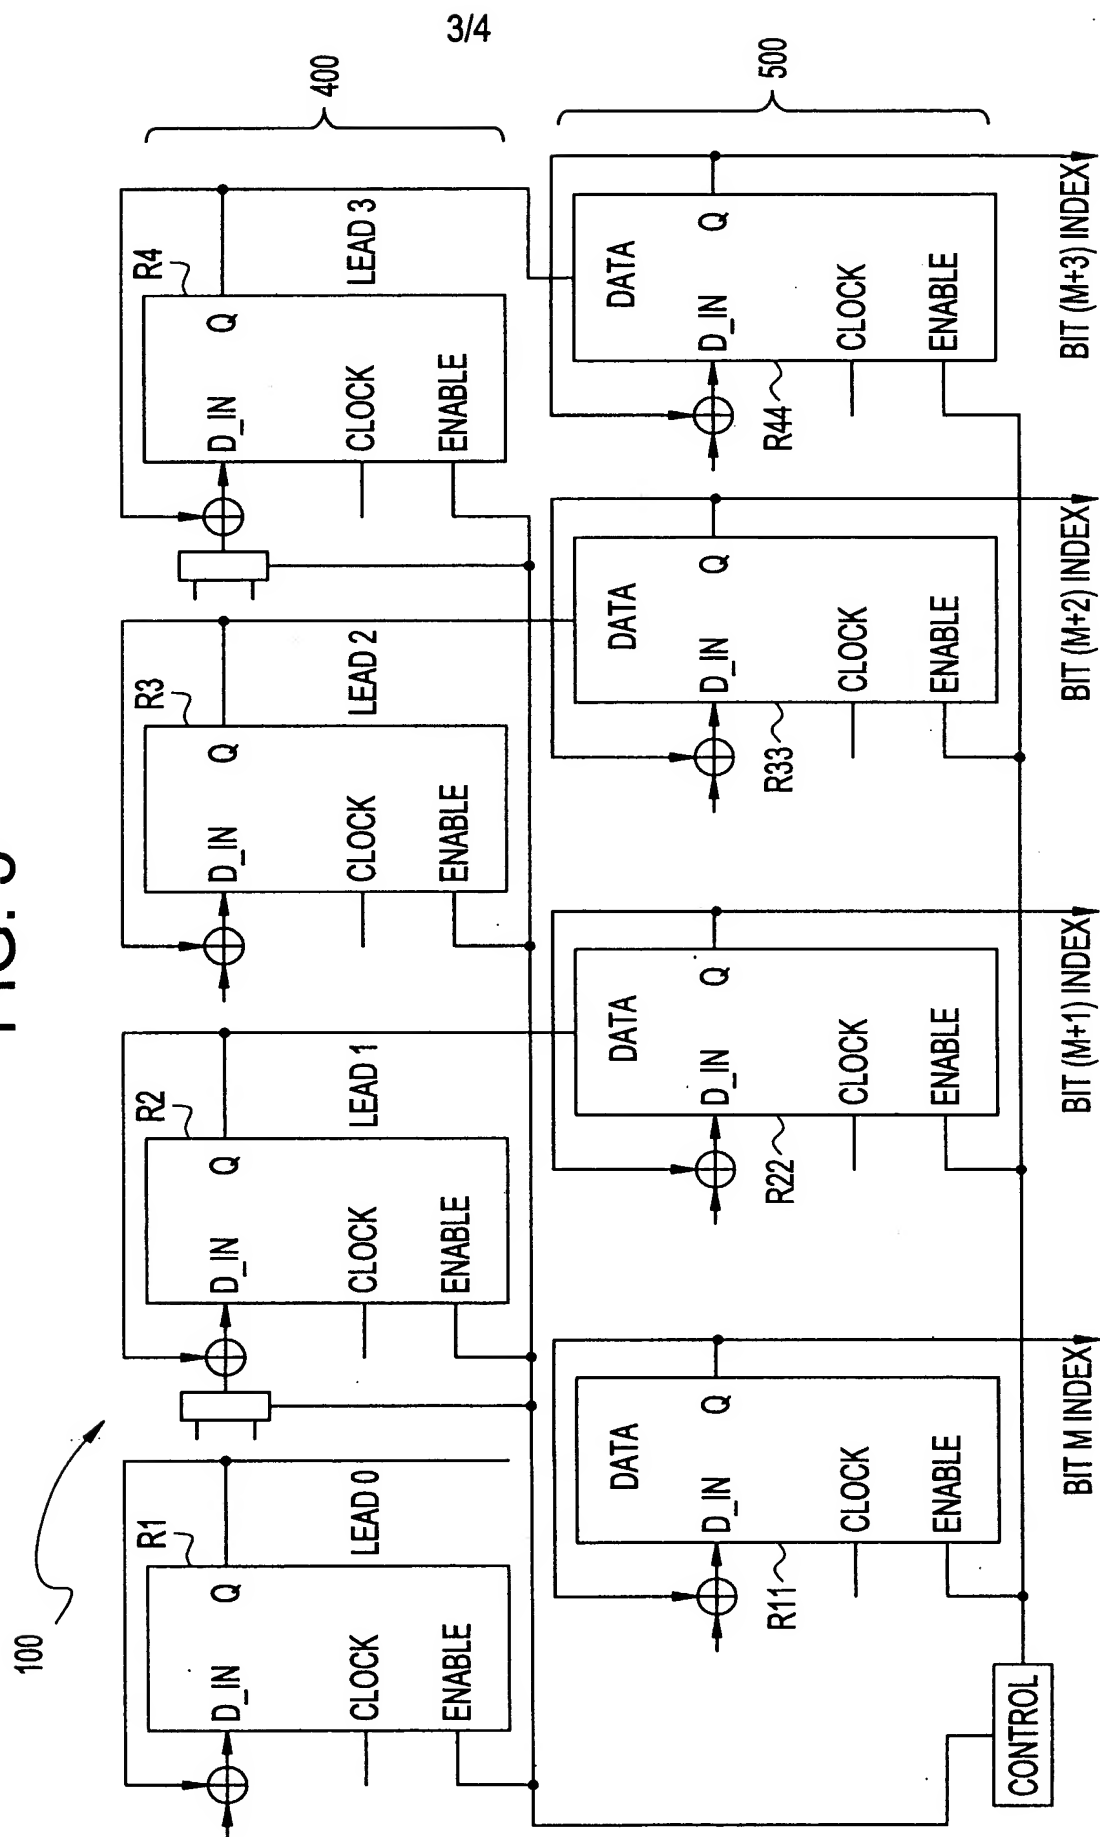 3/4
FIG. 3
100
400
R1
D_IN
Q
CLOCK
ENABLE
LEAD 0
R2
D_IN
Q
CLOCK
ENABLE
LEAD 1
R3
D_IN
Q
CLOCK
ENABLE
LEAD 2
R4
D_IN
Q
CLOCK
ENABLE
LEAD 3
500
CONTROL
R11
DATA
D_IN
Q
CLOCK
ENABLE
BIT M INDEX
R22
DATA
D_IN
Q
CLOCK
ENABLE
BIT (M+1) INDEX
R33
DATA
D_IN
Q
CLOCK
ENABLE
BIT (M+2) INDEX
R44
DATA
D_IN
Q
CLOCK
ENABLE
BIT (M+3) INDEX